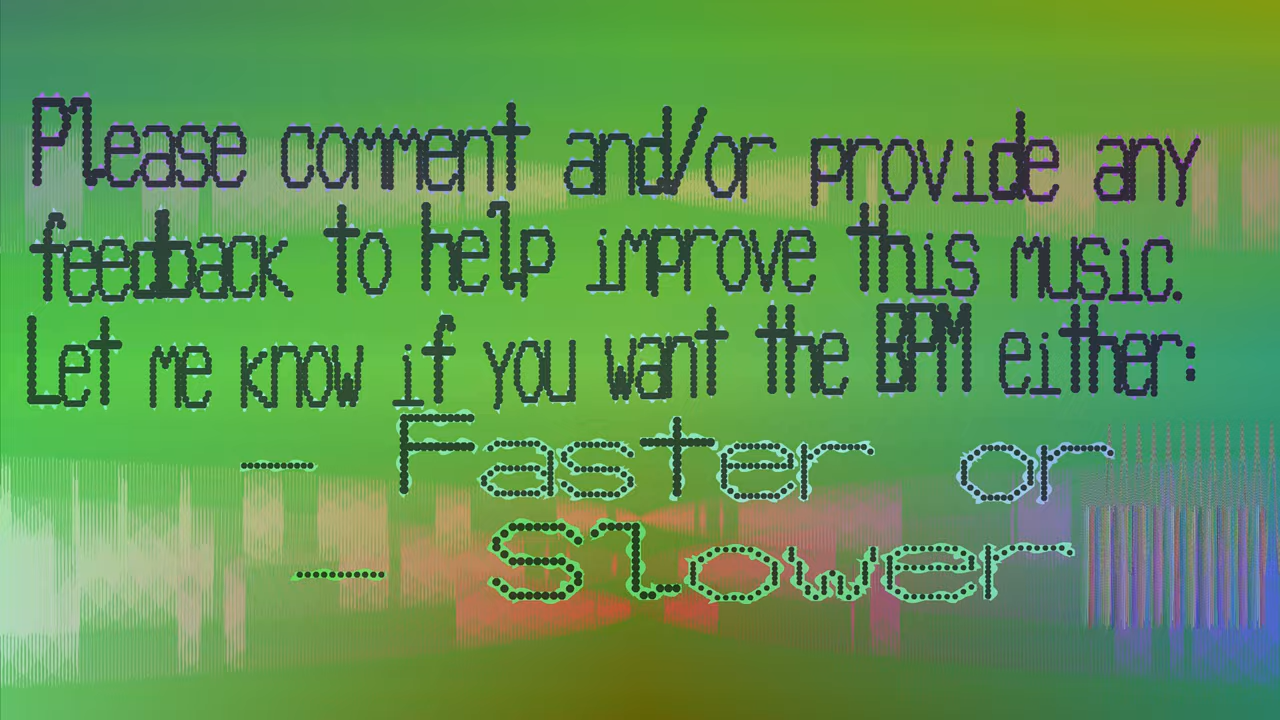 Please comment and/or provide any
feedback to help improve this music.
Let me know if you want the BPM either:
- Faster or
- Slower